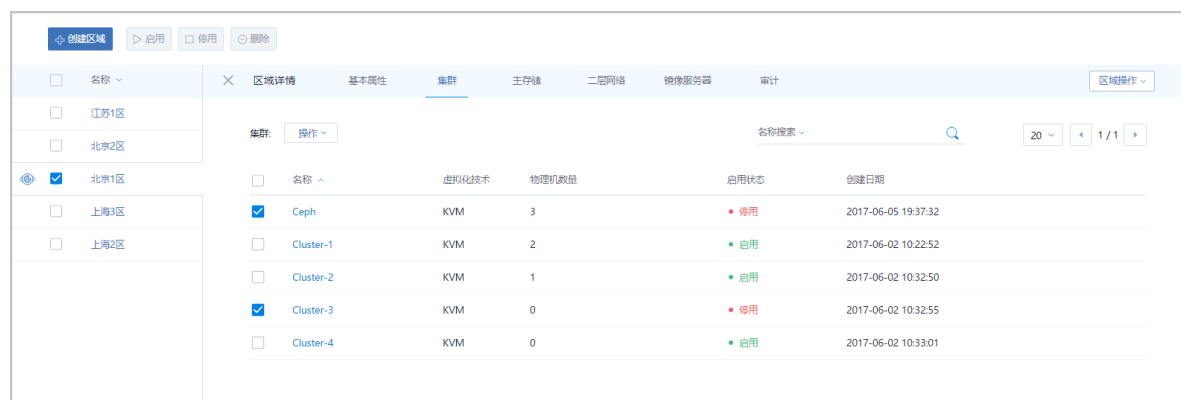 创建区域 启用 停用 删除
名称 区域详情 基本属性 集群 主存储 二层网络 镜像服务器 审计 区域操作
江苏1区
集群: 操作 名称搜索 20 1 / 1
北京2区
北京1区 名称 虚拟化技术 物理机数量 启用状态 创建日期
上海3区 Ceph KVM 3 停用 2017-06-05 19:37:32
上海2区 Cluster-1 KVM 2 启用 2017-06-02 10:22:52
Cluster-2 KVM 1 启用 2017-06-02 10:32:50
Cluster-3 KVM 0 停用 2017-06-02 10:32:55
Cluster-4 KVM 0 启用 2017-06-02 10:33:01